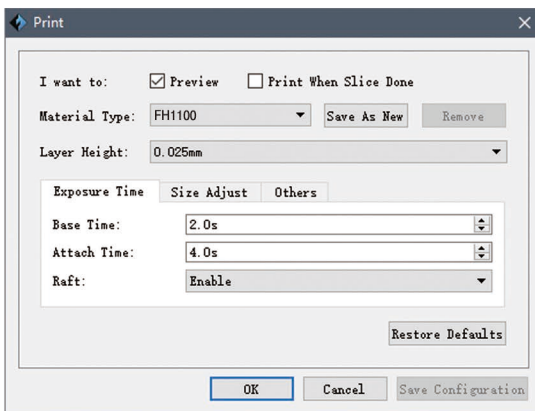 Print
I want to: Preview Print When Slice Done
Material Type: FH1100 Save As New Remove
Layer Height: 0.025mm
Exposure Time Size Adjust Others
Base Time: 2.0s
Attach Time: 4.0s
Raft: Enable
Restore Defaults
OK Cancel Save Configuration